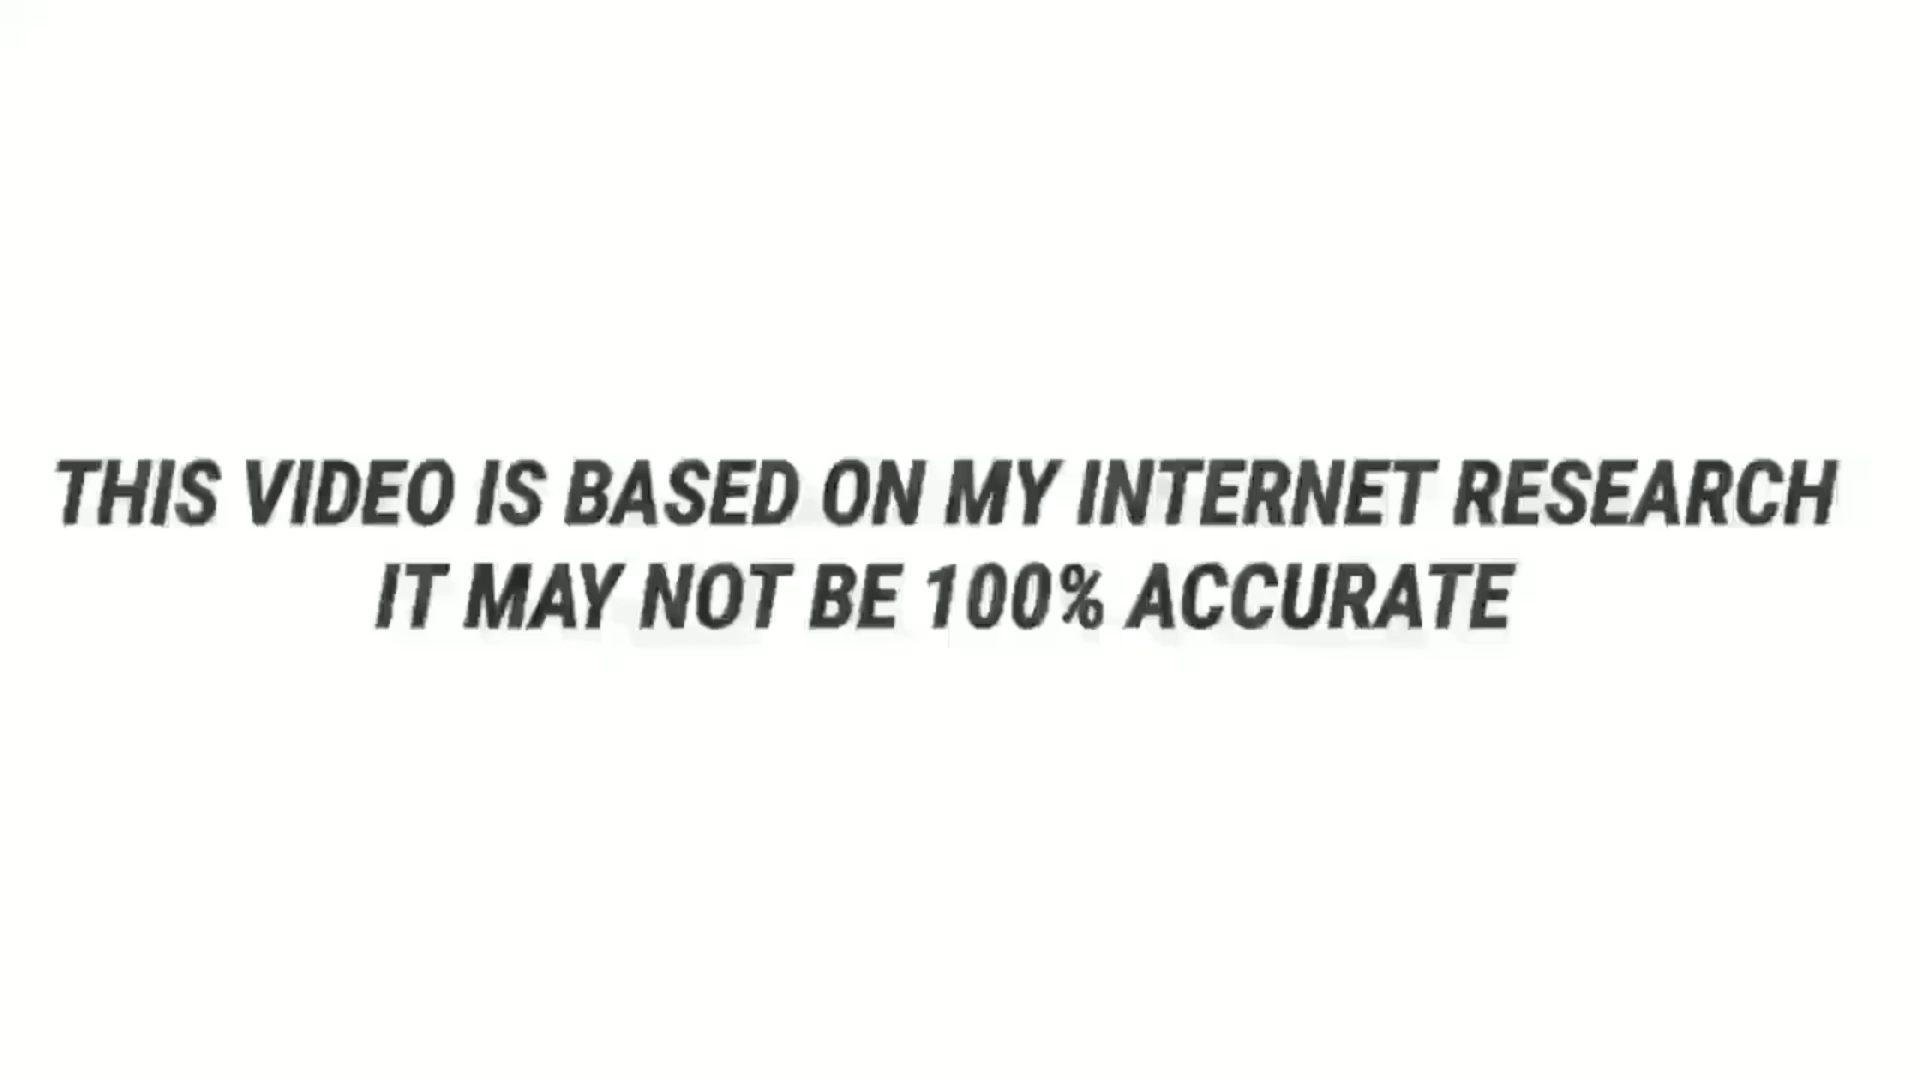 THIS VIDEO IS BASED ON MY INTERNET RESEARCH
IT MAY NOT BE 100% ACCURATE